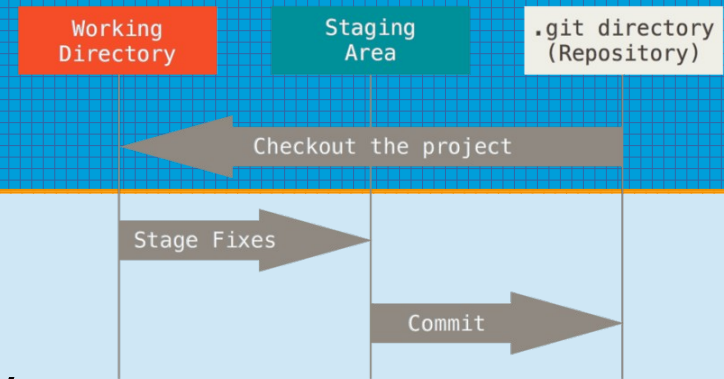 Working
Directory
Staging
Area
.git directory
(Repository)
Checkout the project
Stage Fixes
Commit